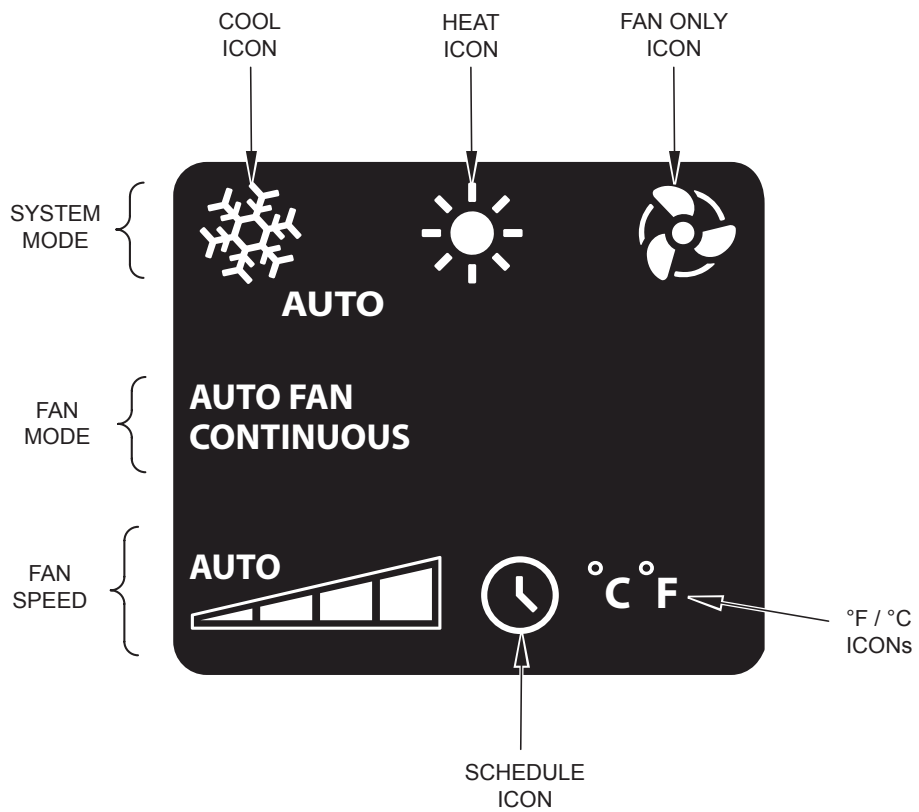 COOL
ICON
HEAT
ICON
FAN ONLY
ICON
SYSTEM
MODE
AUTO
FAN
MODE
AUTO FAN
CONTINUOUS
FAN
SPEED
AUTO
°C °F
°F / °C
ICONs
SCHEDULE
ICON